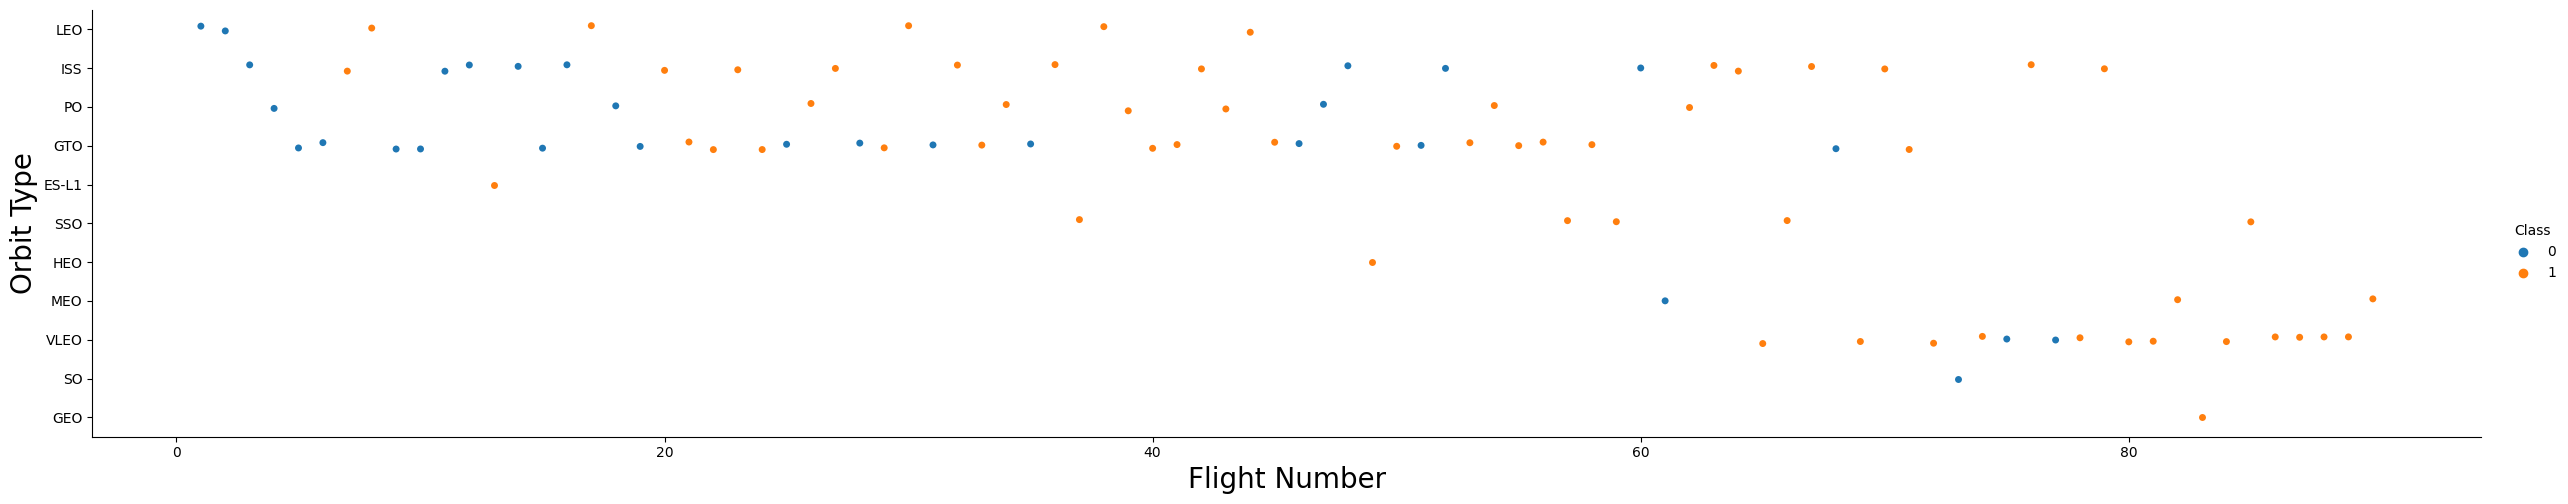 Orbit Type
LEO
ISS
PO
GTO
ES-L1
SSO
HEO
MEO
VLEO
SO
GEO
0 20 40 60 80
Flight Number
Class
0
1